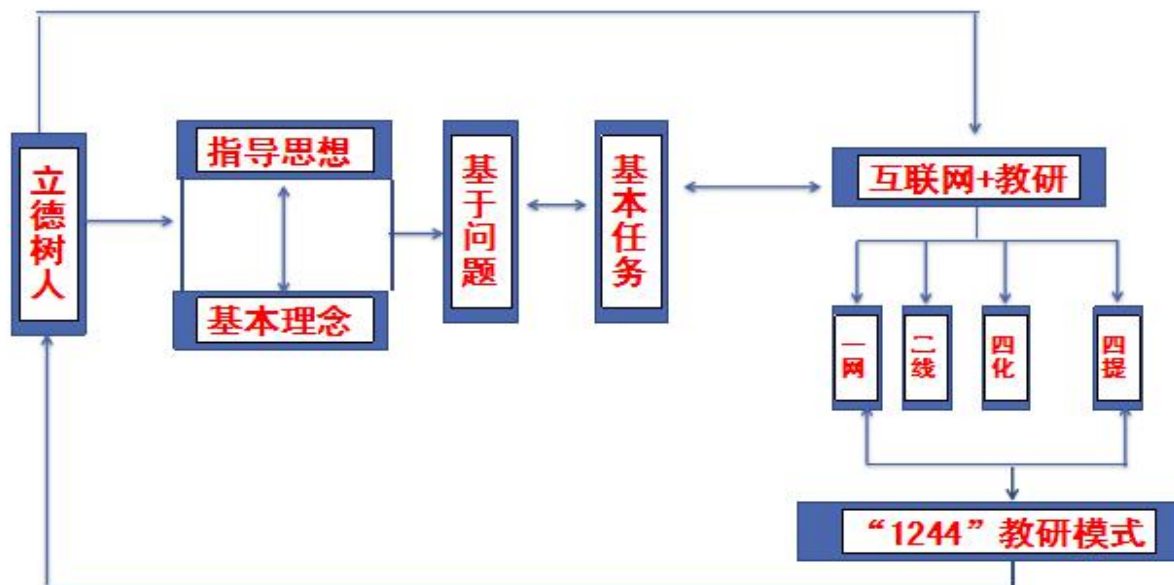 立德树人
指导思想
基本理念
基于问题
基本任务
互联网+教研
一网
二线
四化
四提
“1244”教研模式